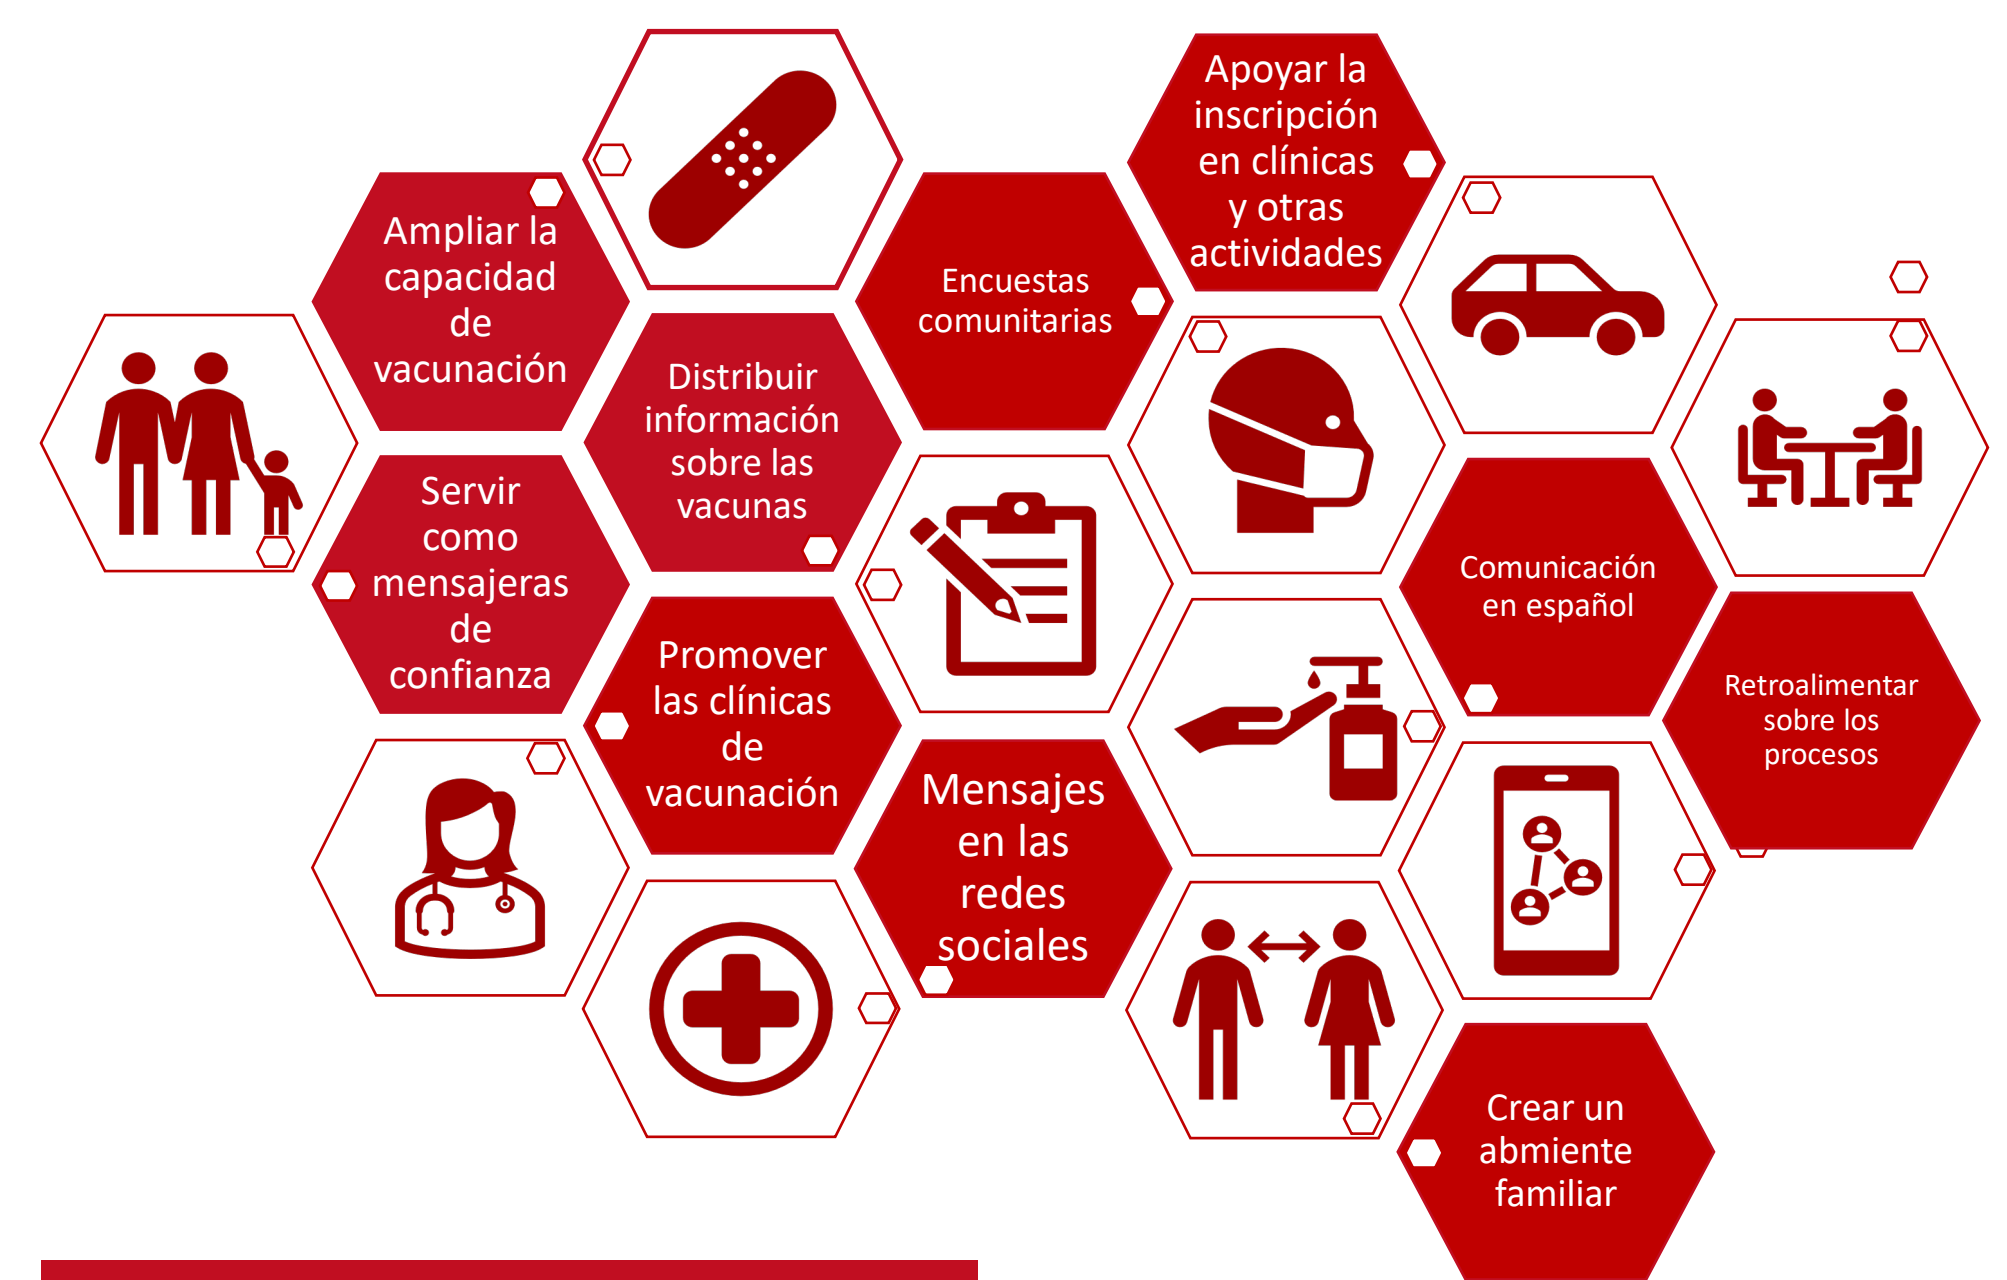 Ampliar la
capacidad
de
vacunación
Servir
como
mensajeras
de
confianza
Distribuir
información
sobre las
vacunas
Promover
las clínicas
de
vacunación
Encuestas
comunitarias
Mensajes
en las
redes
sociales
Apoyar la
inscripción
en clínicas
y otras
actividades
Comunicación
en español
Retroalimentar
sobre los
procesos
Crear un
abmiente
familiar